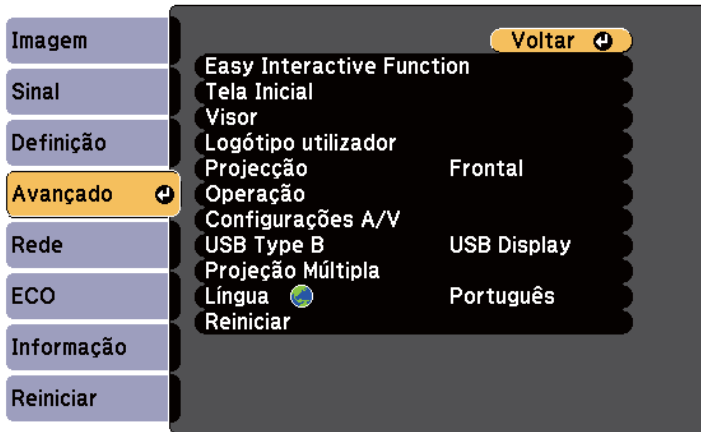 Imagem
Sinal
Definição
Avançado
Rede
ECO
Informação
Reiniciar
Voltar
Easy Interactive Function
Tela Inicial
Visor
Logótipo utilizador
Projecção Frontal
Operação
Configurações A/V
USB Type B USB Display
Projeção Múltipla
Língua Português
Reiniciar